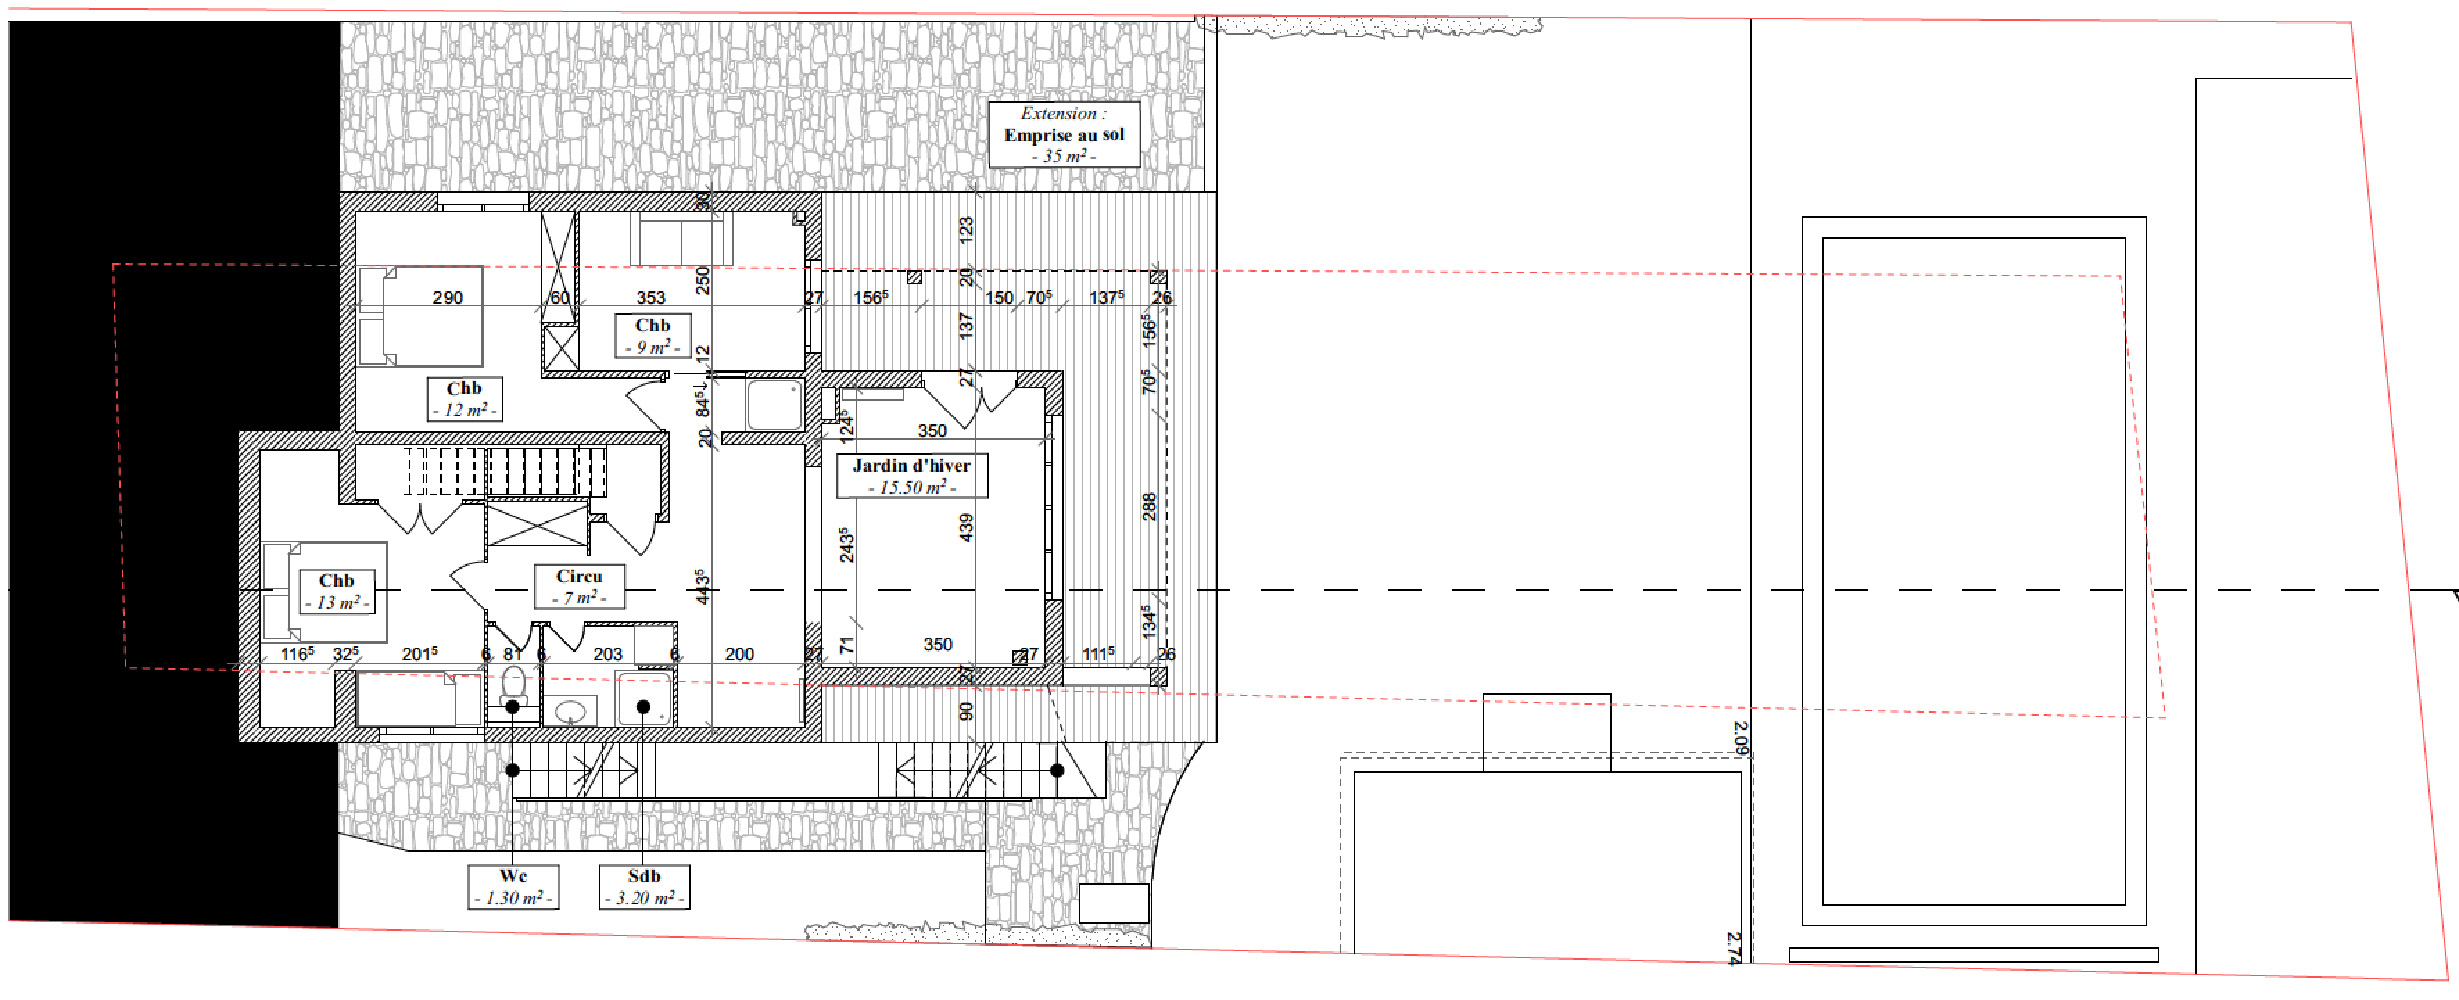 Extension :
Emprise au sol
- 35 m² -
30
123
250
20
290
60
353
27
156⁵
150
70⁵
137⁵
26
Chb
- 9 m² -
137
156⁵
12
27
70⁵
Chb
- 12 m² -
84⁵
20
124⁵
350
Jardin d'hiver
- 15.50 m² -
288
439
243⁵
Chb
- 13 m² -
Circu
- 7 m² -
443⁵
134⁵
71
350
116⁵
32⁵
201⁵
6
81
6
203
6
200
27
27
111⁵
26
27
90
2.09
Wc
- 1.30 m² -
Sdb
- 3.20 m² -
2.74